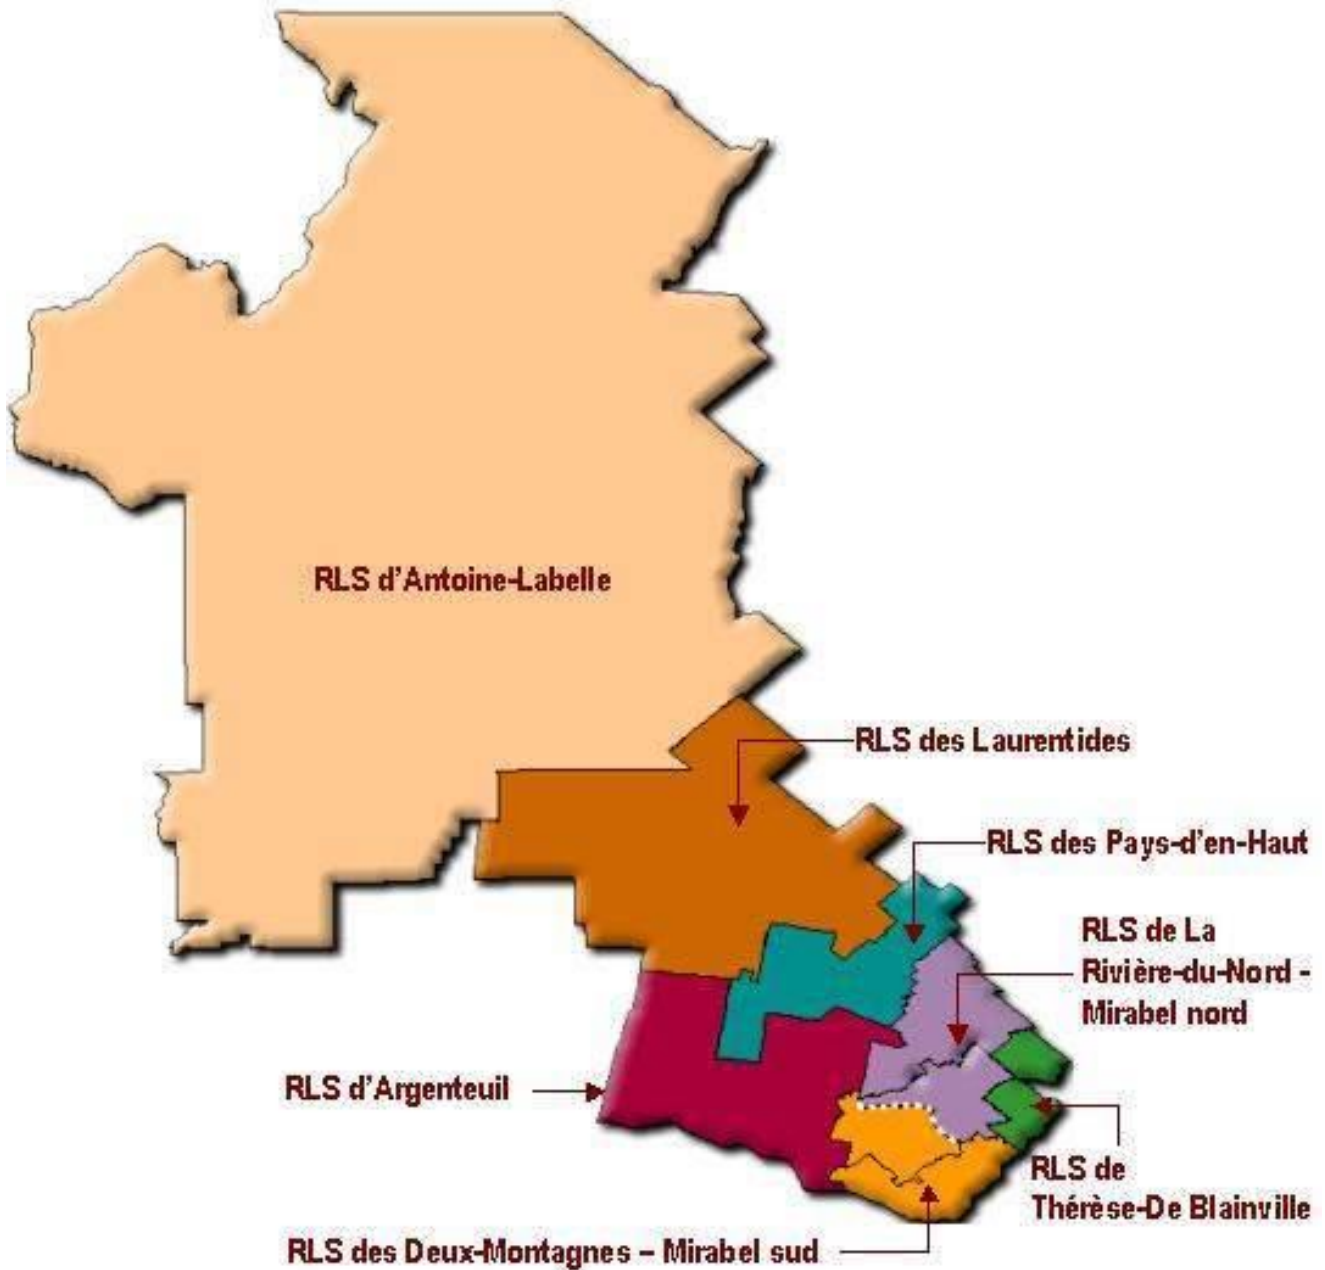 RLS d'Antoine-Labelle
RLS des Laurentides
RLS des Pays-d'en-Haut
RLS de La
Rivière-du-Nord -
Mirabel nord
RLS d'Argenteuil
RLS de
Thérèse-De Blainville
RLS des Deux-Montagnes – Mirabel sud